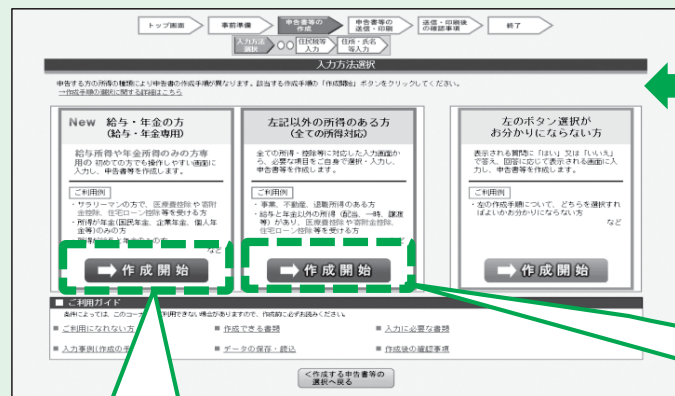 トップ画面
事前準備
申告書等の
作成
申告書等の
送信・印刷
送信・印刷後
の確認事項
終了
入力方法
選択
○○
住民税等
入力
住所・氏名
等入力
入力方法選択
申告する方の所得の種類により申告書の作成手順が異なります。該当する作成手順の「作成開始」ボタンをクリックしてください。
→作成手順の選択に関する詳細はこちら
New 給与・年金の方
(給与・年金専用)
給与所得や年金所得のみの方専
用の 初めての方でも操作しやすい画面に
入力し、申告書等を作成します。
ご利用例
・サラリーマンの方で、医療費控除や寄附
金控除、住宅ローン控除等を受ける方
・所得が年金(国民年金、企業年金、個人年
金等)のみの方
など
作成開始
左記以外の所得のある方
(全ての所得対応)
全ての所得・控除等に対応した入力画面か
ら、必要な項目をご自身で選択・入力し、
申告書等を作成します。
ご利用例
・事業、不動産、退職所得のある方
・給与と年金以外の所得(配当、一時、譲渡
等)があり、医療費控除や寄附金控除、
住宅ローン控除等を受ける方
作成開始
左のボタン選択が
お分かりにならない方
表示される質問に「はい」又は「いいえ」
で答え、回答に応じて表示される画面に入
力し、申告書等を作成します。
ご利用例
・左の作成手順について、どちらを選択すれ
ばよいかお分かりにならない方
など
作成開始
■ ご利用ガイド
条件によっては、このコーナー利用できない場合がありますので、作成前に必ずお読みください。
■ ご利用になれない方
■ 作成できる書類
■ 入力に必要な書類
■ 入力事例(作成の手
■ データの保存・読込
■ 作成後の確認事項
<作成する申告書等の
選択へ戻る